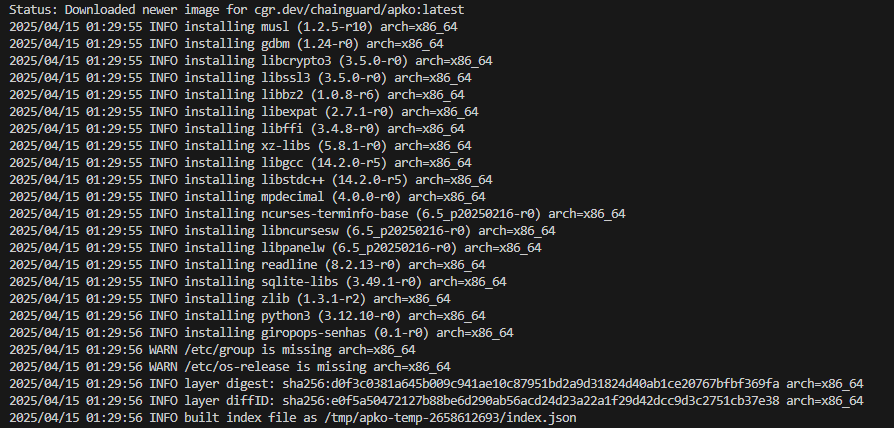 Status: Downloaded newer image for cgr.dev/chainguard/apko:latest
2025/04/15 01:29:55 INFO installing musl (1.2.5-r10) arch=x86_64
2025/04/15 01:29:55 INFO installing gdbm (1.24-r0) arch=x86_64
2025/04/15 01:29:55 INFO installing libcrypto3 (3.5.0-r0) arch=x86_64
2025/04/15 01:29:55 INFO installing libssl3 (3.5.0-r0) arch=x86_64
2025/04/15 01:29:55 INFO installing libbz2 (1.0.8-r6) arch=x86_64
2025/04/15 01:29:55 INFO installing libexpat (2.7.1-r0) arch=x86_64
2025/04/15 01:29:55 INFO installing libffi (3.4.8-r0) arch=x86_64
2025/04/15 01:29:55 INFO installing xz-libs (5.8.1-r0) arch=x86_64
2025/04/15 01:29:55 INFO installing libgcc (14.2.0-r5) arch=x86_64
2025/04/15 01:29:55 INFO installing libstdc++ (14.2.0-r5) arch=x86_64
2025/04/15 01:29:55 INFO installing mpdecimal (4.0.0-r0) arch=x86_64
2025/04/15 01:29:55 INFO installing ncurses-terminfo-base (6.5_p20250216-r0) arch=x86_64
2025/04/15 01:29:55 INFO installing libncursesw (6.5_p20250216-r0) arch=x86_64
2025/04/15 01:29:55 INFO installing libpanelw (6.5_p20250216-r0) arch=x86_64
2025/04/15 01:29:55 INFO installing readline (8.2.13-r0) arch=x86_64
2025/04/15 01:29:55 INFO installing sqlite-libs (3.49.1-r0) arch=x86_64
2025/04/15 01:29:55 INFO installing zlib (1.3.1-r2) arch=x86_64
2025/04/15 01:29:56 INFO installing python3 (3.12.10-r0) arch=x86_64
2025/04/15 01:29:56 INFO installing giropops-senhas (0.1-r0) arch=x86_64
2025/04/15 01:29:56 WARN /etc/group is missing arch=x86_64
2025/04/15 01:29:56 WARN /etc/os-release is missing arch=x86_64
2025/04/15 01:29:56 INFO layer digest: sha256:d0f3c0381a645b009c941ae10c87951bd2a9d31824d40ab1ce20767bfbf369fa arch=x86_64
2025/04/15 01:29:56 INFO layer diffID: sha256:e0f5a50472127b88be6d290ab56acd24d23a22a1f29d42dcc9d3c2751cb37e38 arch=x86_64
2025/04/15 01:29:56 INFO built index file as /tmp/apko-temp-2658612693/index.json